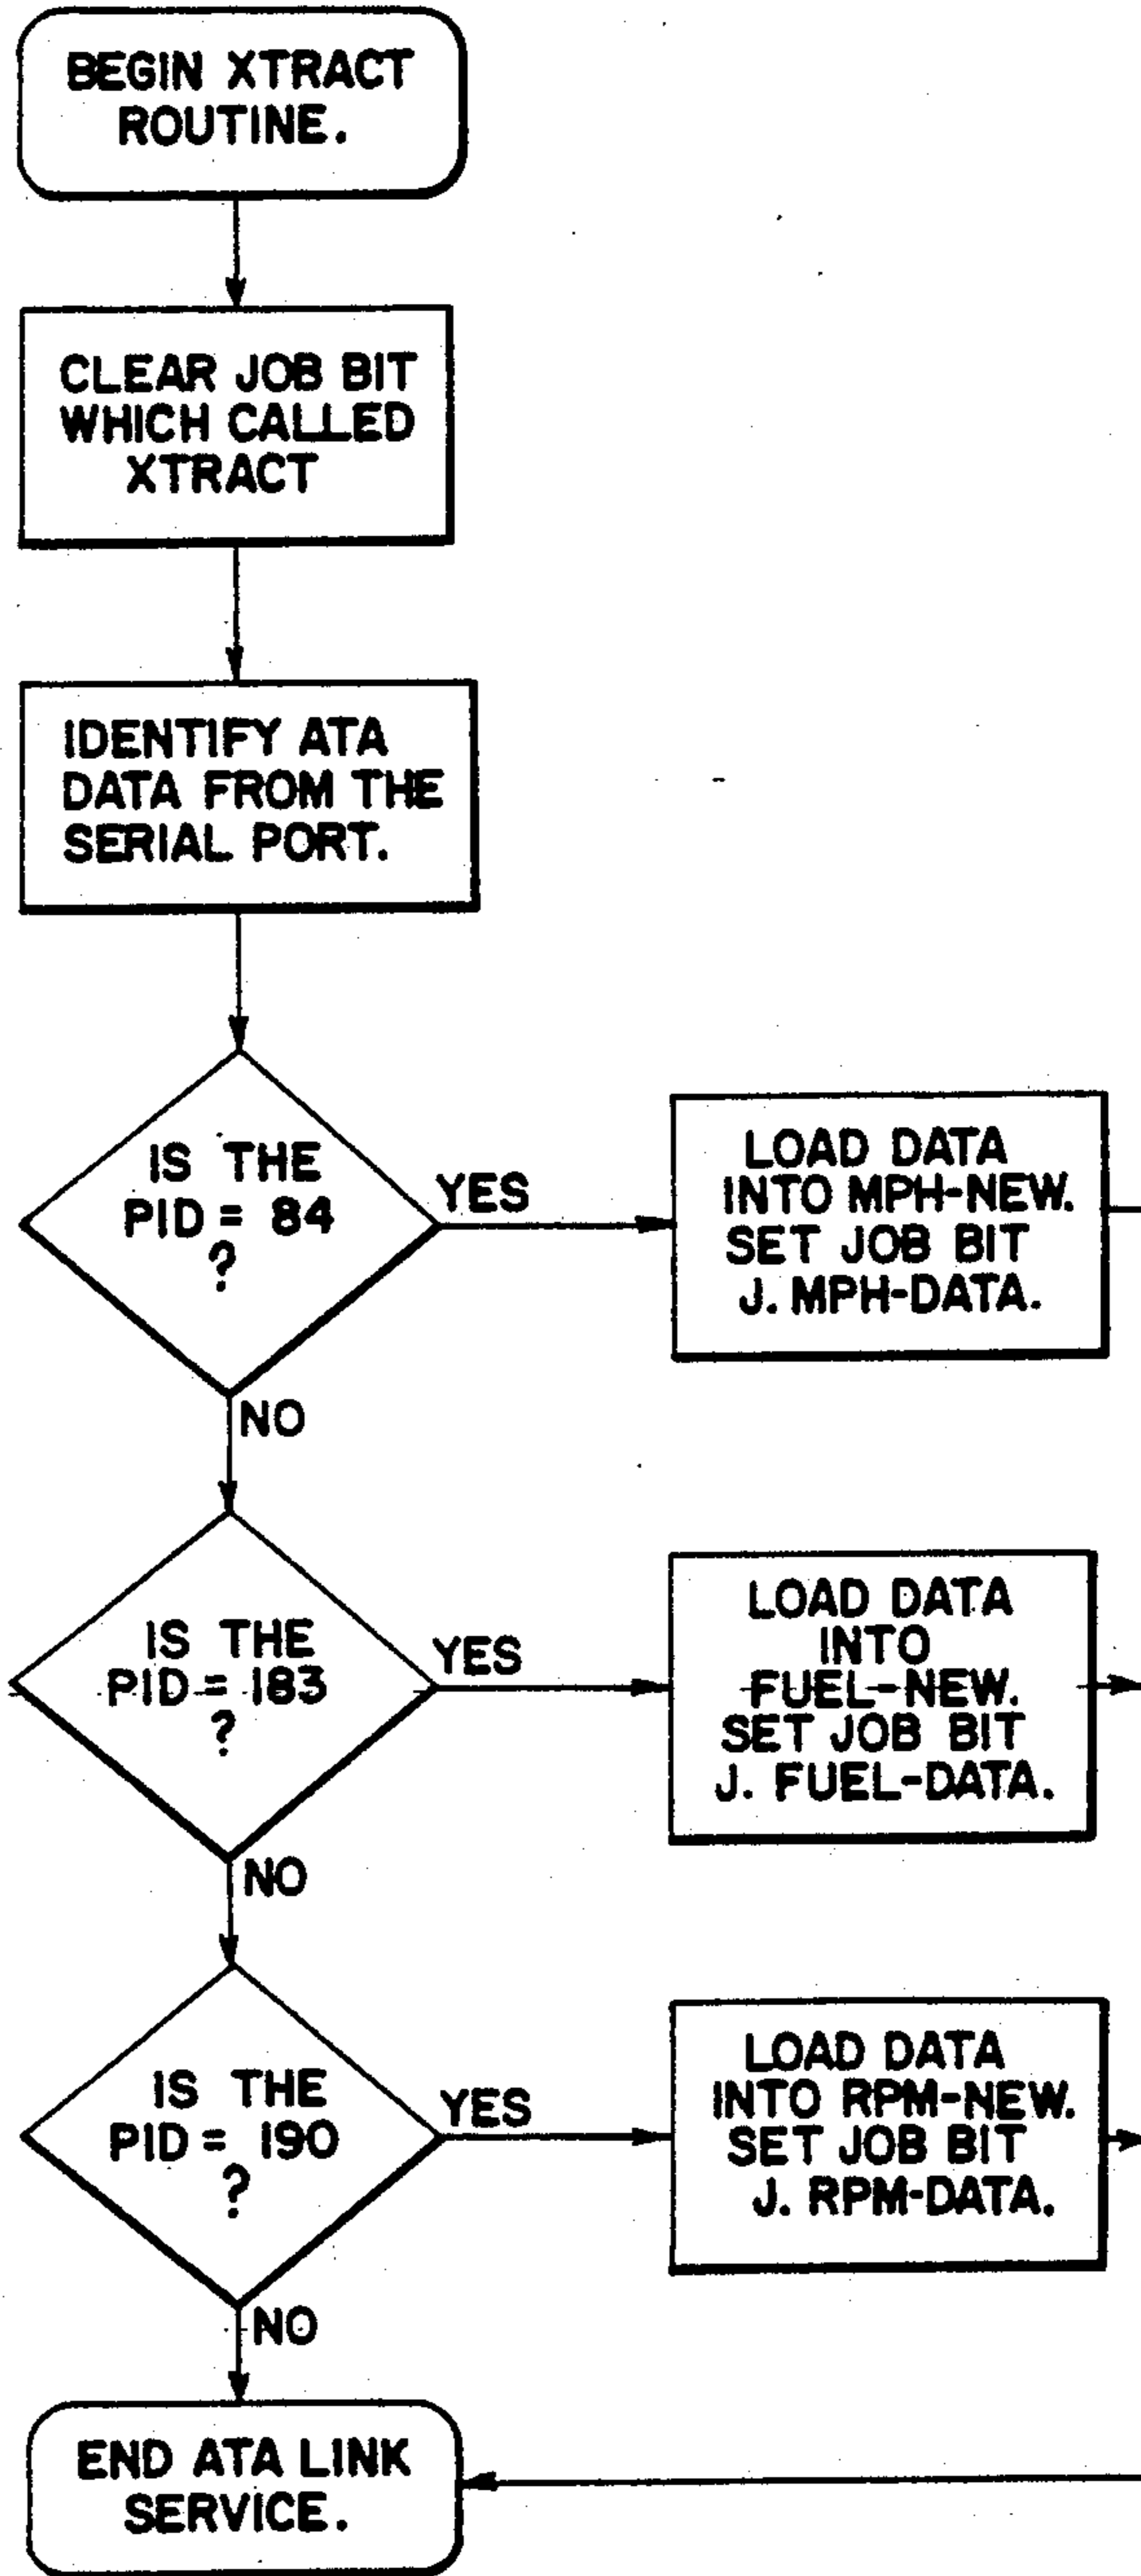 BEGIN XTRACT
ROUTINE.
CLEAR JOB BIT
WHICH CALLED
XTRACT
IDENTIFY ATA
DATA FROM THE
SERIAL PORT.
IS THE
PID = 84
?
YES
LOAD DATA
INTO MPH-NEW.
SET JOB BIT
J. MPH-DATA.
NO
IS THE
PID = 183
?
YES
LOAD DATA
INTO
FUEL-NEW.
SET JOB BIT
J. FUEL-DATA.
NO
IS THE
PID = 190
?
YES
LOAD DATA
INTO RPM-NEW.
SET JOB BIT
J. RPM-DATA.
NO
END ATA LINK
SERVICE.